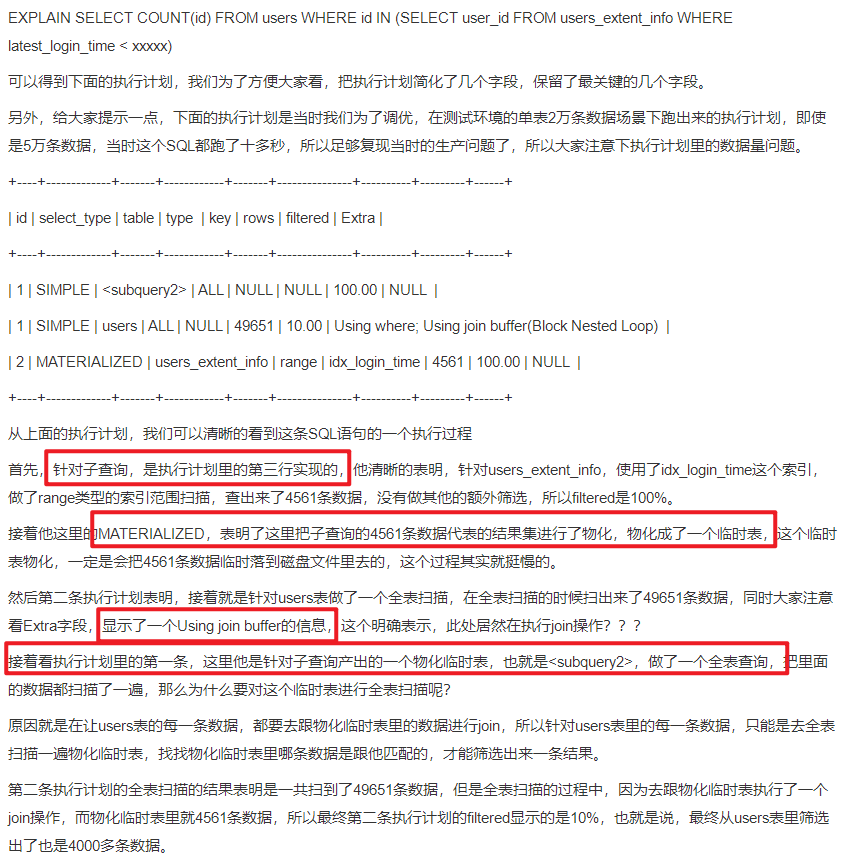 EXPLAIN SELECT COUNT(id) FROM users WHERE id IN (SELECT user_id FROM users_extent_info WHERE
latest_login_time < xxxxx)
可以得到下面的执行计划，我们为了方便大家看，把执行计划简化了几个字段，保留了最关键的几个字段。
另外，给大家提示一点，下面的执行计划是当时我们为了调优，在测试环境的单表2万条数据场景下跑出来的执行计划，即使
是5万条数据，当时这个SQL都跑了十多秒，所以足够复现当时的生产问题了，所以大家注意下执行计划里的数据量问题。
+----+-------------+-------+------------+-------+---------------+----------+---------+------+
| id | select_type | table | type | key | rows | filtered | Extra |
+----+-------------+-------+------------+-------+---------------+----------+---------+------+
| 1 | SIMPLE | <subquery2> | ALL | NULL | NULL | 100.00 | NULL |
| 1 | SIMPLE | users | ALL | NULL | 49651 | 10.00 | Using where; Using join buffer(Block Nested Loop) |
| 2 | MATERIALIZED | users_extent_info | range | idx_login_time | 4561 | 100.00 | NULL |
+----+-------------+-------+------------+-------+---------------+----------+---------+------+
从上面的执行计划，我们可以清晰的看到这条SQL语句的一个执行过程
首先，针对子查询，是执行计划里的第三行实现的，他清晰的表明，针对users_extent_info，使用了idx_login_time这个索引，
做了range类型的索引范围扫描，查出来了4561条数据，没有做其他的额外筛选，所以filtered是100%。
接着他这里的MATERIALIZED，表明了这里把子查询的4561条数据代表的结果集进行了物化，物化成了一个临时表，这个临时
表物化，一定是会把4561条数据临时落到磁盘文件里去的，这个过程其实就挺慢的。
然后第二条执行计划表明，接着就是针对users表做了一个全表扫描，在全表扫描的时候扫出来了49651条数据，同时大家注意
看Extra字段，显示了一个Using join buffer的信息，这个明确表示，此处居然在执行join操作？？？
接着看执行计划里的第一条，这里他是针对子查询产出的一个物化临时表，也就是<subquery2>，做了一个全表查询，把里面
的数据都扫描了一遍，那么为什么要对这个临时表进行全表扫描呢？
原因就是在让users表的每一条数据，都要去跟物化临时表里的数据进行join，所以针对users表里的每一条数据，只能是去全表
扫描一遍物化临时表，找找物化临时表里哪条数据是跟他匹配的，才能筛选出来一条结果。
第二条执行计划的全表扫描的结果表明是一共扫到了49651条数据，但是全表扫描的过程中，因为去跟物化临时表执行了一个
join操作，而物化临时表里就4561条数据，所以最终第二条执行计划的filtered显示的是10%，也就是说，最终从users表里筛选
出了也是4000多条数据。